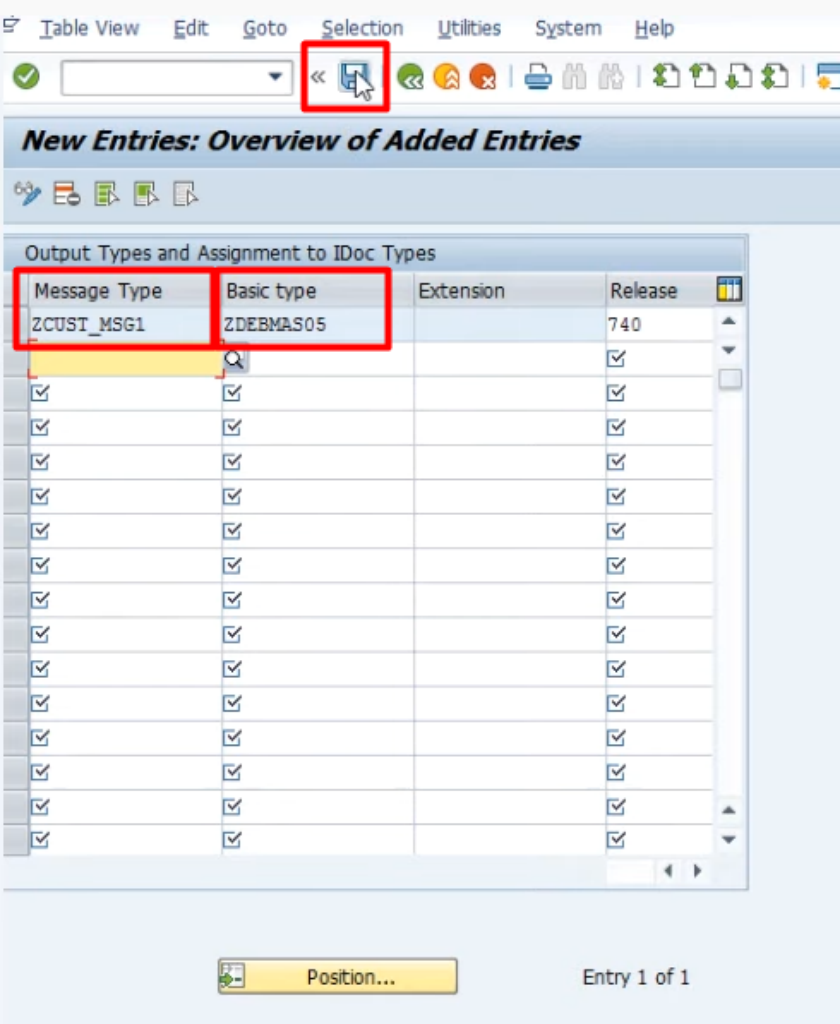 Table View Edit Goto Selection Utilities System Help
New Entries: Overview of Added Entries
Output Types and Assignment to IDoc Types
Message Type Basic type Extension Release
ZCUST_MSG1 ZDEBMAS05 740
Position... Entry 1 of 1